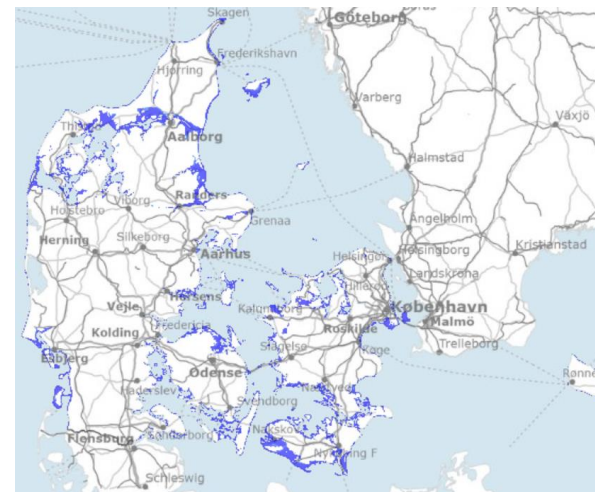 Skagen
Göteborg
Frederikshavn
Hjørring
Varberg
Växjö
Thisted
Aalborg
Halmstad
Randers
Viborg
Grenaa
Ängelholm
Holstebro
Herning
Silkeborg
Aarhus
Helsingør
Helsingborg
Kristianstad
Landskrona
Hillerød
Horsens
Vejle
Kalundborg
København
Malmö
Fredericia
Roskilde
Kolding
Esbjerg
Slagelse
Køge
Trelleborg
Odense
Rønne
Haderslev
Næstved
Svendborg
Nakskov
Sønderborg
Flensburg
Nykøbing F
Schleswig